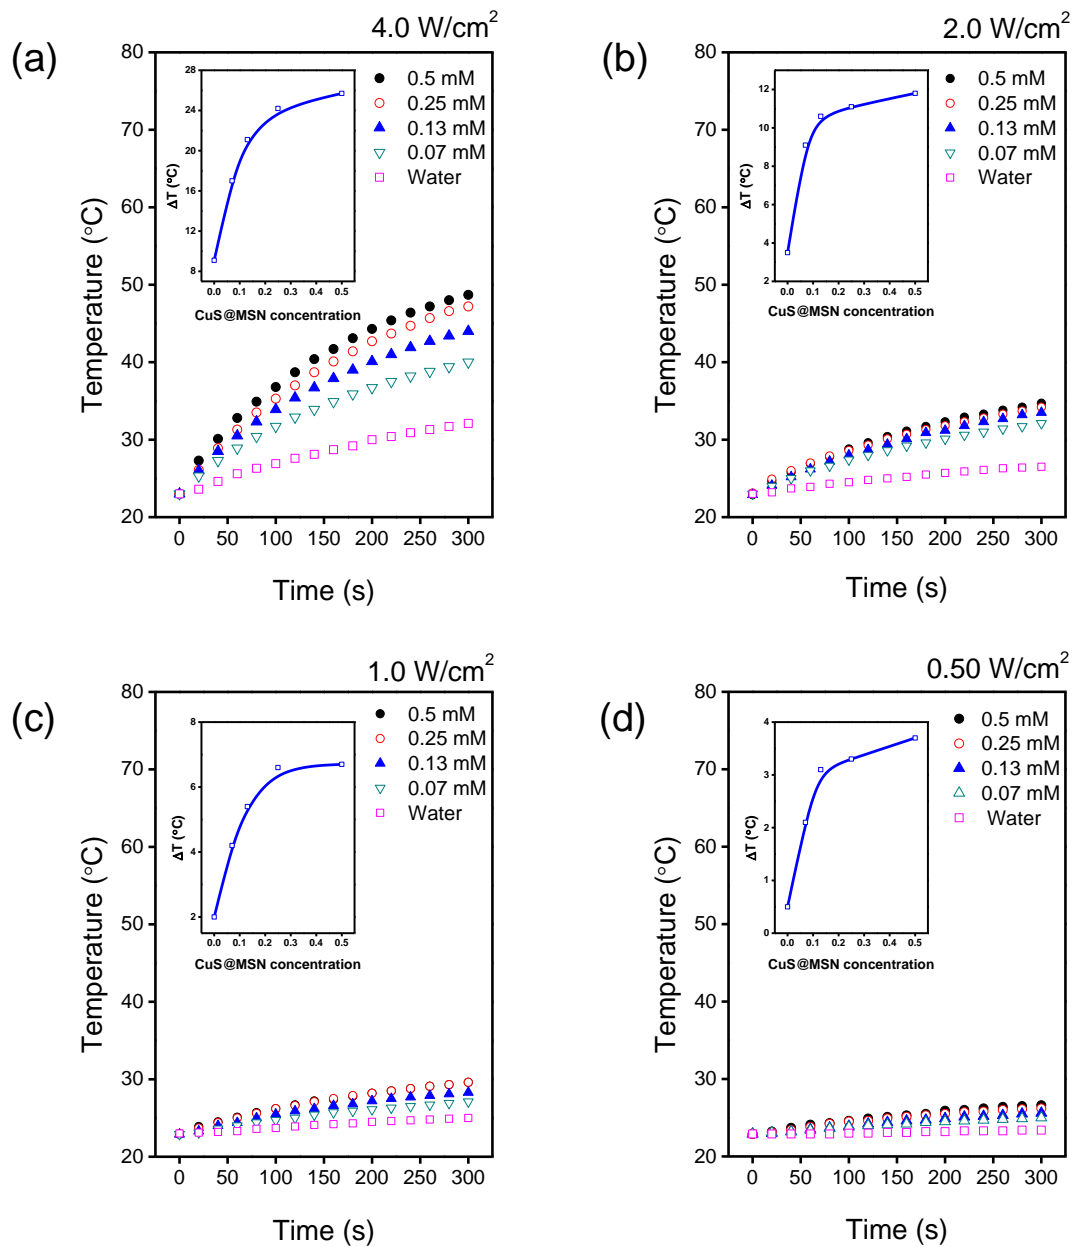 4.0 W/cm²
(a)
80
70
60
50
40
30
20
Temperature (°C)
0 50 100 150 200 250 300
Time (s)
0.5 mM
0.25 mM
0.13 mM
0.07 mM
Water
28
24
20
16
12
8
ΔT (°C)
0.0 0.1 0.2 0.3 0.4 0.5
CuS@MSN concentration
2.0 W/cm²
(b)
80
70
60
50
40
30
20
Temperature (°C)
0 50 100 150 200 250 300
Time (s)
0.5 mM
0.25 mM
0.13 mM
0.07 mM
Water
12
10
8
6
4
2
ΔT (°C)
0.0 0.1 0.2 0.3 0.4 0.5
CuS@MSN concentration
1.0 W/cm²
(c)
80
70
60
50
40
30
20
Temperature (°C)
0 50 100 150 200 250 300
Time (s)
0.5 mM
0.25 mM
0.13 mM
0.07 mM
Water
8
6
4
2
ΔT (°C)
0.0 0.1 0.2 0.3 0.4 0.5
CuS@MSN concentration
0.50 W/cm²
(d)
80
70
60
50
40
30
20
Temperature (°C)
0 50 100 150 200 250 300
Time (s)
0.5 mM
0.25 mM
0.13 mM
0.07 mM
Water
4
3
2
1
0
ΔT (°C)
0.0 0.1 0.2 0.3 0.4 0.5
CuS@MSN concentration